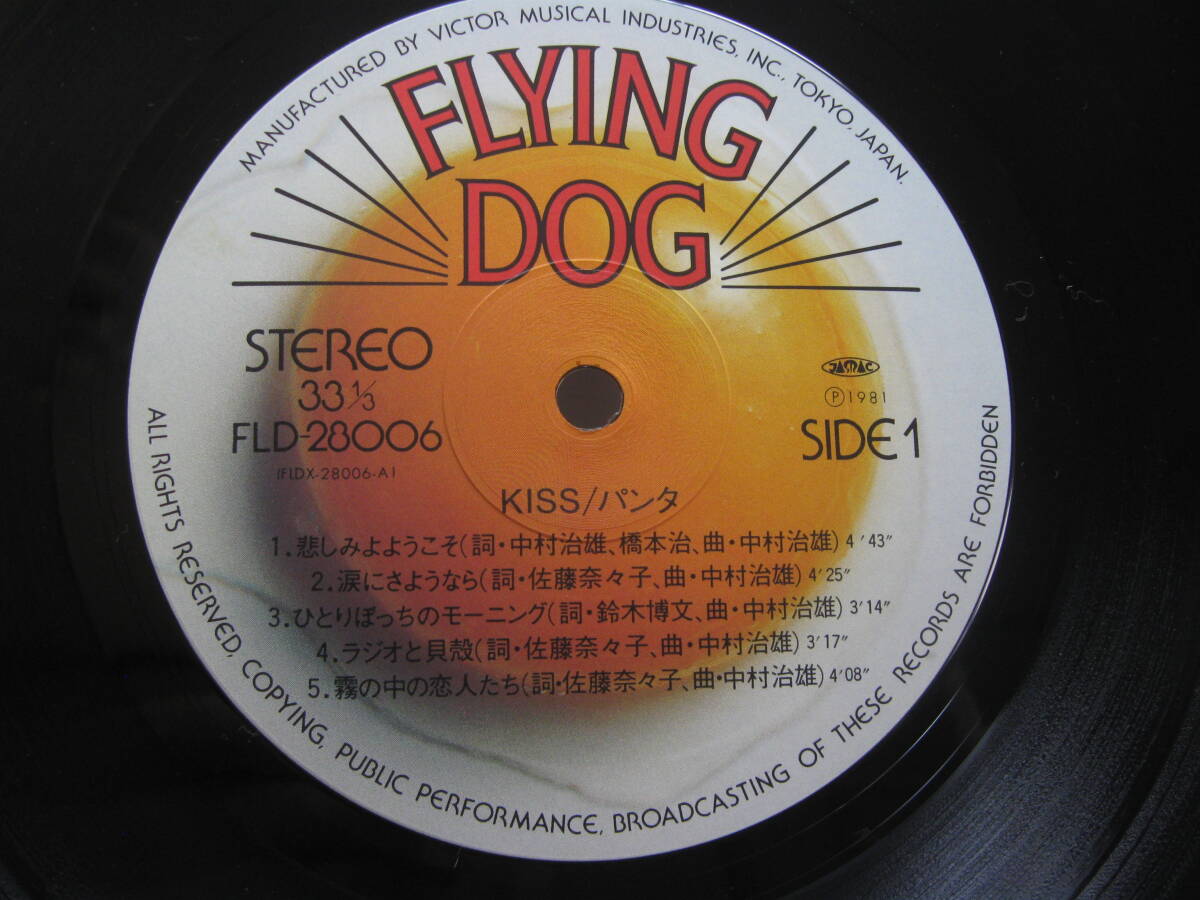 MANUFACTURED BY VICTOR MUSICAL INDUSTRIES, INC., TOKYO, JAPAN.
FLYING
DOG
STEREO
33 1/3
FLD-28006
(FLDX-28006-A)
JASRAC
Ⓟ1981
SIDE 1
KISS/パンタ
1.悲しみよようこそ(詞・中村治雄、橋本治、曲・中村治雄) 4'43"
2.涙にさようなら(詞・佐藤奈々子、曲・中村治雄) 4'25"
3.ひとりぼっちのモーニング(詞・鈴木博文、曲・中村治雄) 3'14"
4.ラジオと貝殻(詞・佐藤奈々子、曲・中村治雄) 3'17"
5.霧の中の恋人たち(詞・佐藤奈々子、曲・中村治雄) 4'08"
ALL RIGHTS RESERVED, COPYING, PUBLIC PERFORMANCE, BROADCASTING OF THESE RECORDS ARE FORBIDDEN